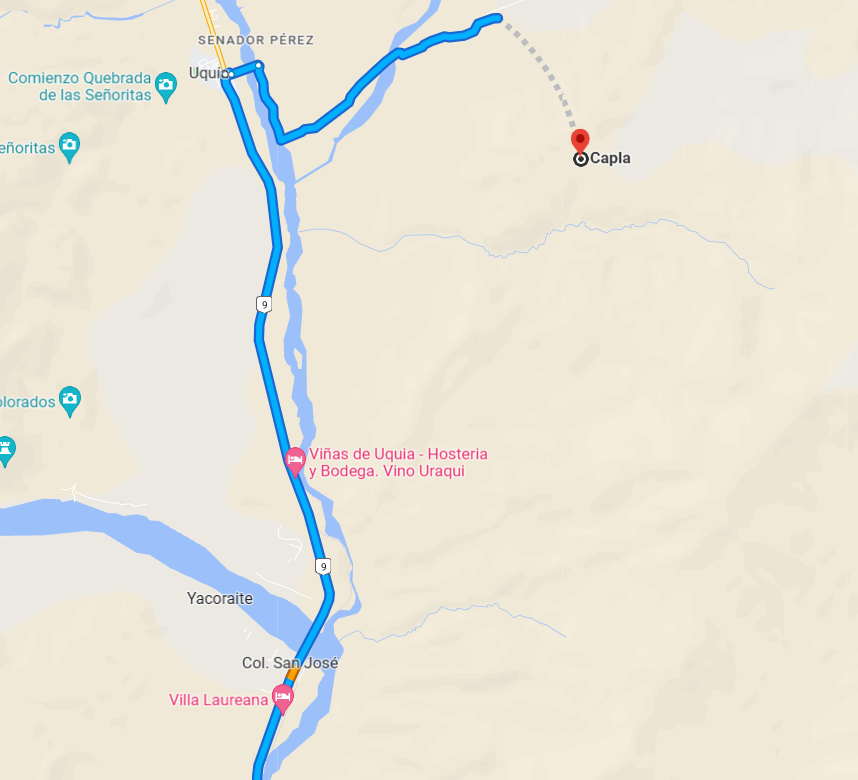 SENADOR PÉREZ
Uquia
Comienzo Quebrada
de las Señoritas
eñoritas
Capla
9
olorados
Viñas de Uquia - Hosteria
y Bodega. Vino Uraqui
9
Yacoraite
Col. San José
Villa Laureana